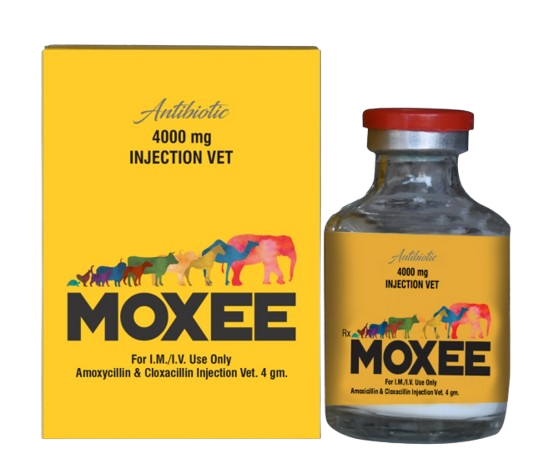 Antibiotic
4000 mg
INJECTION VET
MOXEE
For I.M./I.V. Use Only
Amoxycillin & Cloxacillin Injection Vet. 4 gm.
Antibiotic
4000 mg
INJECTION VET
Rx
MOXEE
For I.M./I.V. Use Only
Amoxicillin & Cloxacillin Injection Vet. 4 gm.